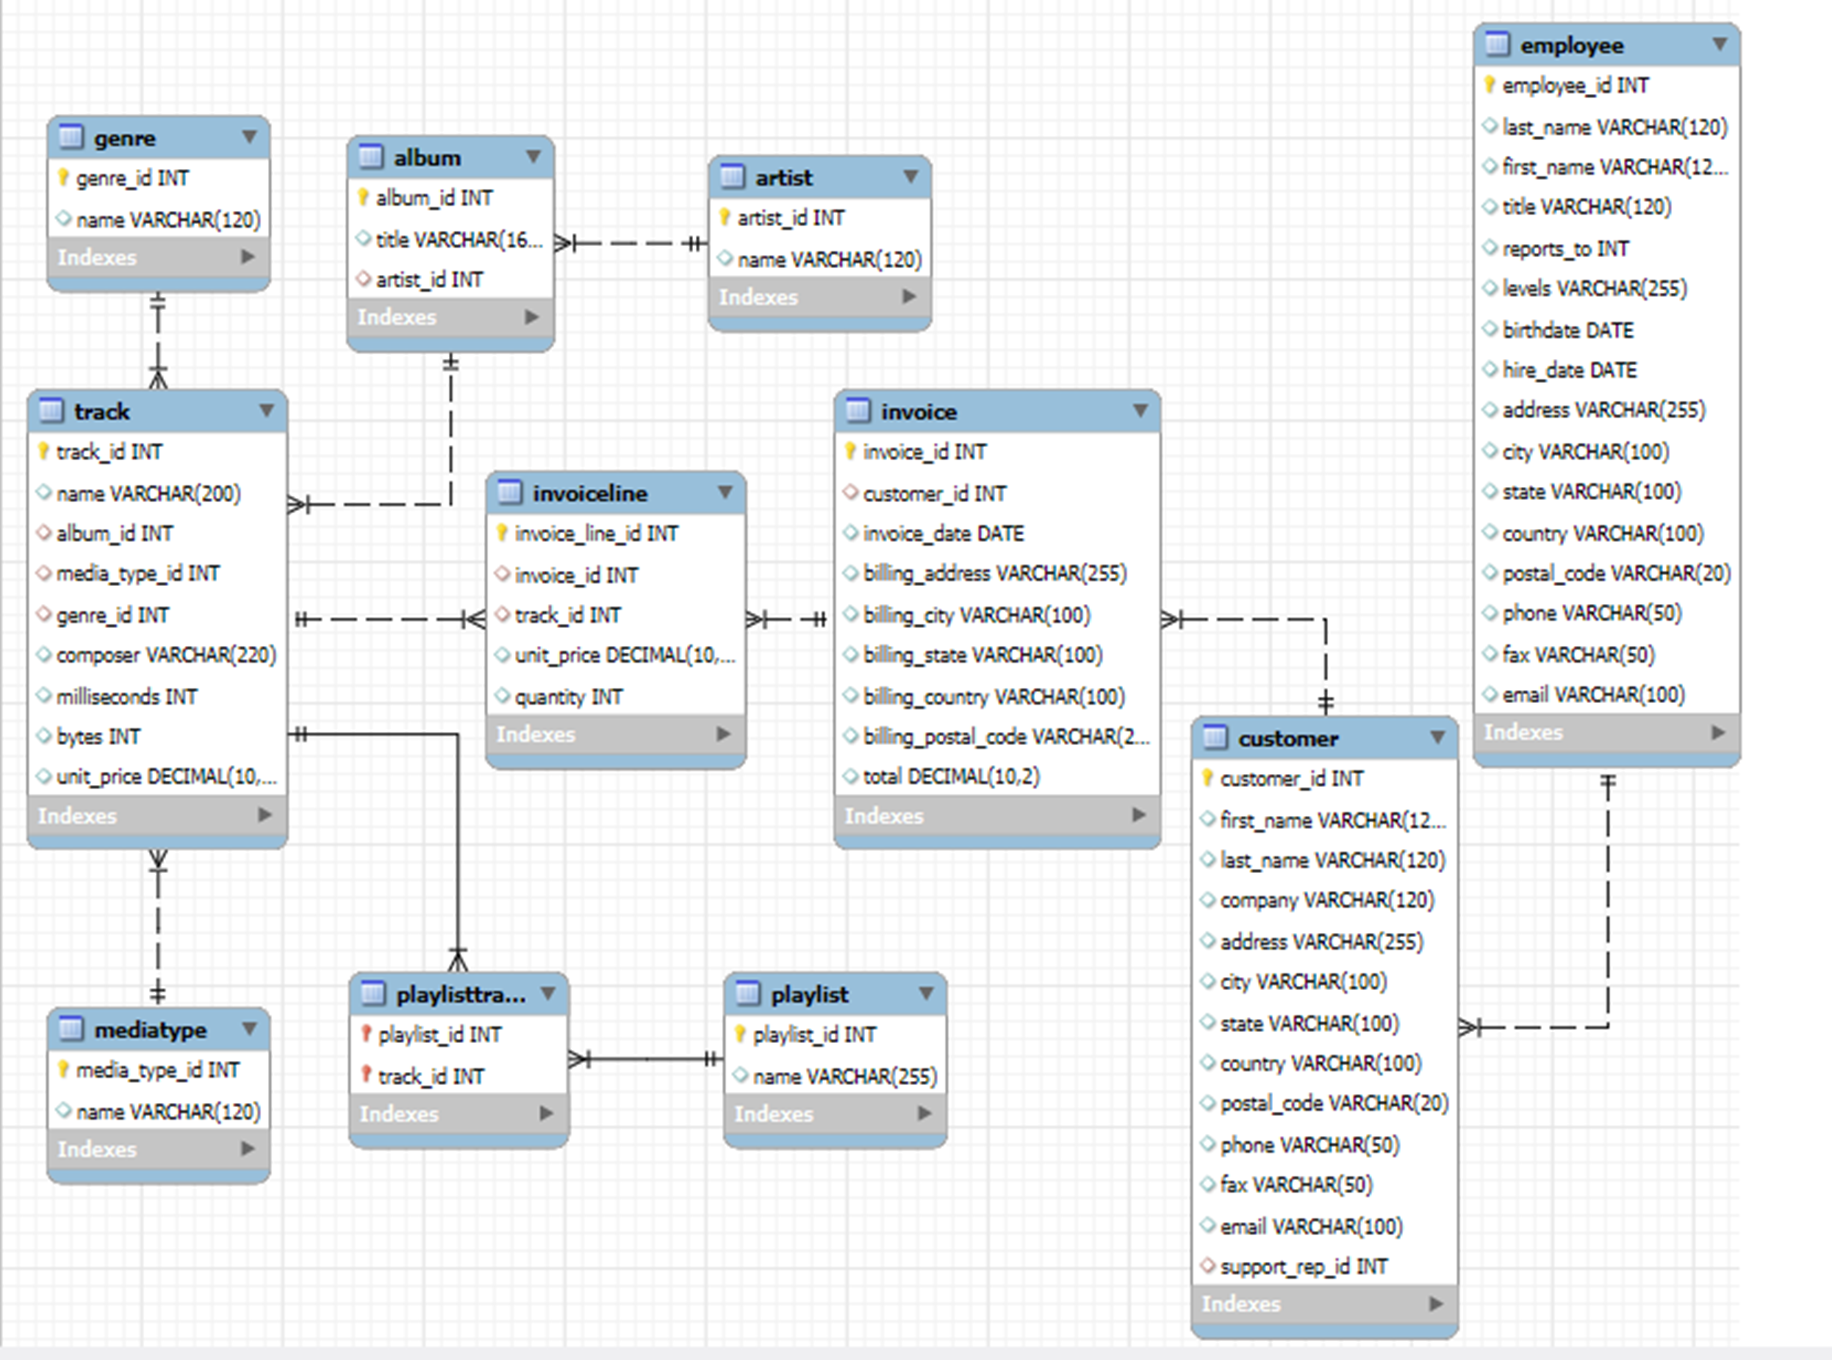 genre
genre_id INT
name VARCHAR(120)
Indexes
album
album_id INT
title VARCHAR(16...
artist_id INT
Indexes
artist
artist_id INT
name VARCHAR(120)
Indexes
employee
employee_id INT
last_name VARCHAR(120)
first_name VARCHAR(12...
title VARCHAR(120)
reports_to INT
levels VARCHAR(255)
birthdate DATE
hire_date DATE
address VARCHAR(255)
city VARCHAR(100)
state VARCHAR(100)
country VARCHAR(100)
postal_code VARCHAR(20)
phone VARCHAR(50)
fax VARCHAR(50)
email VARCHAR(100)
Indexes
track
track_id INT
name VARCHAR(200)
album_id INT
media_type_id INT
genre_id INT
composer VARCHAR(220)
milliseconds INT
bytes INT
unit_price DECIMAL(10,...
Indexes
invoiceline
invoice_line_id INT
invoice_id INT
track_id INT
unit_price DECIMAL(10,...
quantity INT
Indexes
invoice
invoice_id INT
customer_id INT
invoice_date DATE
billing_address VARCHAR(255)
billing_city VARCHAR(100)
billing_state VARCHAR(100)
billing_country VARCHAR(100)
billing_postal_code VARCHAR(2...
total DECIMAL(10,2)
Indexes
customer
customer_id INT
first_name VARCHAR(12...
last_name VARCHAR(120)
company VARCHAR(120)
address VARCHAR(255)
city VARCHAR(100)
state VARCHAR(100)
country VARCHAR(100)
postal_code VARCHAR(20)
phone VARCHAR(50)
fax VARCHAR(50)
email VARCHAR(100)
support_rep_id INT
Indexes
mediatype
media_type_id INT
name VARCHAR(120)
Indexes
playlisttra...
playlist_id INT
track_id INT
Indexes
playlist
playlist_id INT
name VARCHAR(255)
Indexes